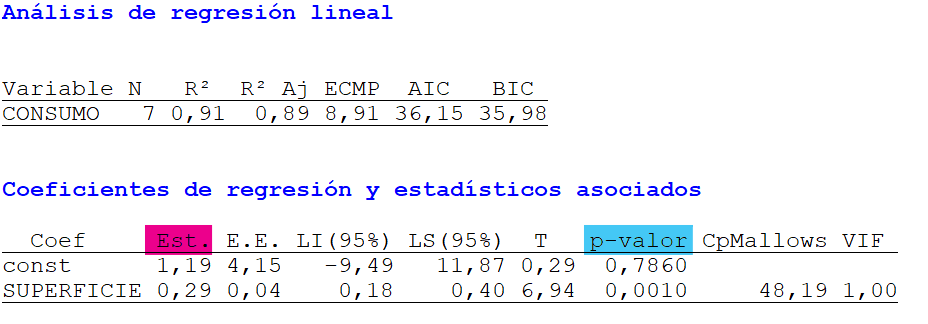 Análisis de regresión lineal
Variable N R² R² Aj ECMP AIC BIC
CONSUMO 7 0,91 0,89 8,91 36,15 35,98
Coeficientes de regresión y estadísticos asociados
Coef Est. E.E. LI(95%) LS(95%) T p-valor CpMallows VIF
const 1,19 4,15 -9,49 11,87 0,29 0,7860
SUPERFICIE 0,29 0,04 0,18 0,40 6,94 0,0010 48,19 1,00